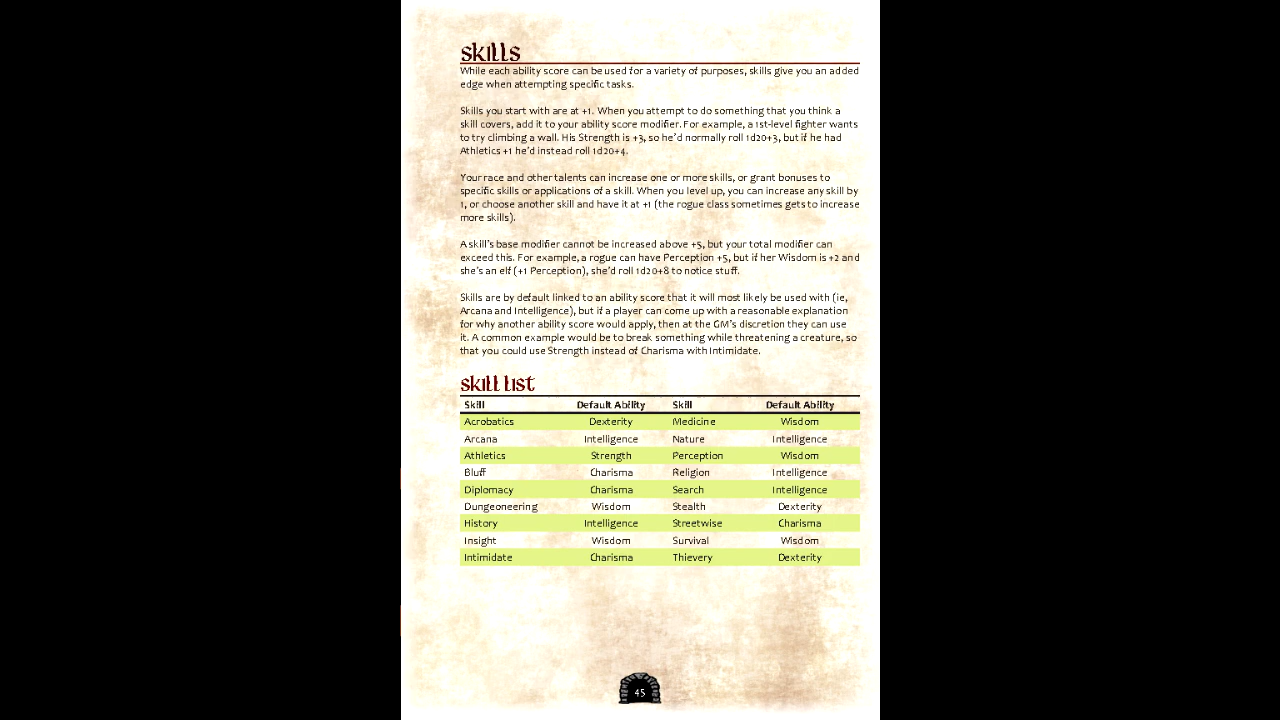 skills
While each ability score can be used for a variety of purposes, skills give you an added
edge when attempting specific tasks.
Skills you start with are at +1. When you attempt to do something that you think a
skill covers, add it to your ability score modifier. For example, a 1st-level fighter wants
to try climbing a wall. His Strength is +3, so he'd normally roll 1d20+3, but if he had
Athletics +1 he'd instead roll 1d20+4.
Your race and other talents can increase one or more skills, or grant bonuses to
specific skills or applications of a skill. When you level up, you can increase any skill by
1, or choose another skill and have it at +1 (the rogue class sometimes gets to increase
more skills).
A skill's base modifier cannot be increased above +5, but your total modifier can
exceed this. For example, a rogue can have Perception +5, but if her Wisdom is +2 and
she's an elf (+1 Perception), she'd roll 1d20+8 to notice stuff.
Skills are by default linked to an ability score that it will most likely be used with (ie,
Arcana and Intelligence), but if a player can come up with a reasonable explanation
for why another ability score would apply, then at the GM's discretion they can use
it. A common example would be to break something while threatening a creature, so
that you could use Strength instead of Charisma with Intimidate.
skill list
Skill Default Ability Skill Default Ability
Acrobatics Dexterity Medicine Wisdom
Arcana Intelligence Nature Intelligence
Athletics Strength Perception Wisdom
Bluff Charisma Religion Intelligence
Diplomacy Charisma Search Intelligence
Dungeoneering Wisdom Stealth Dexterity
History Intelligence Streetwise Charisma
Insight Wisdom Survival Wisdom
Intimidate Charisma Thievery Dexterity
45